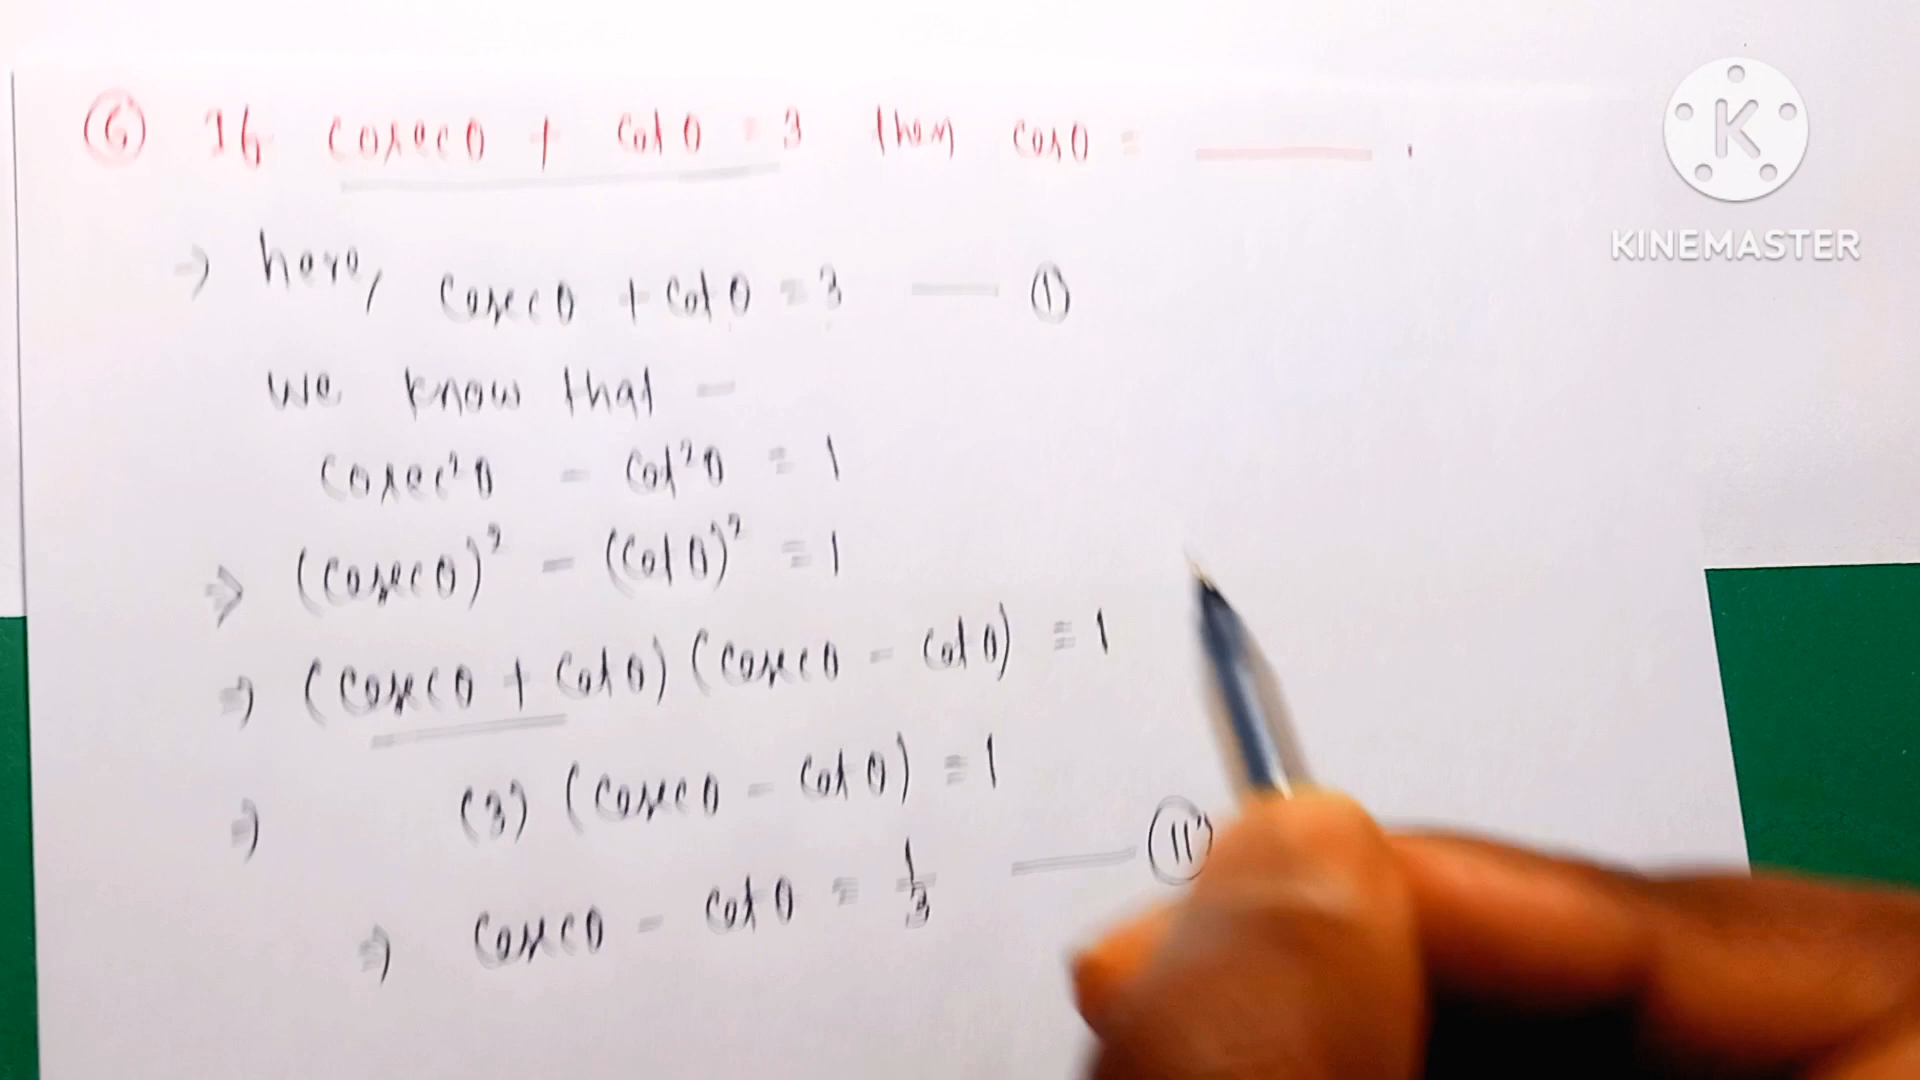 (6) If cosecθ + cotθ = 3 then cosθ = ______ .
KINEMASTER
⇒ here, cosecθ + cotθ = 3 —— (I)
we know that —
cosec²θ - cot²θ = 1
⇒ (cosecθ)² - (cotθ)² = 1
⇒ (cosecθ + cotθ) (cosecθ - cotθ) = 1
⇒ (3) (cosecθ - cotθ) = 1
⇒ cosecθ - cotθ = 1/3 —— (II)